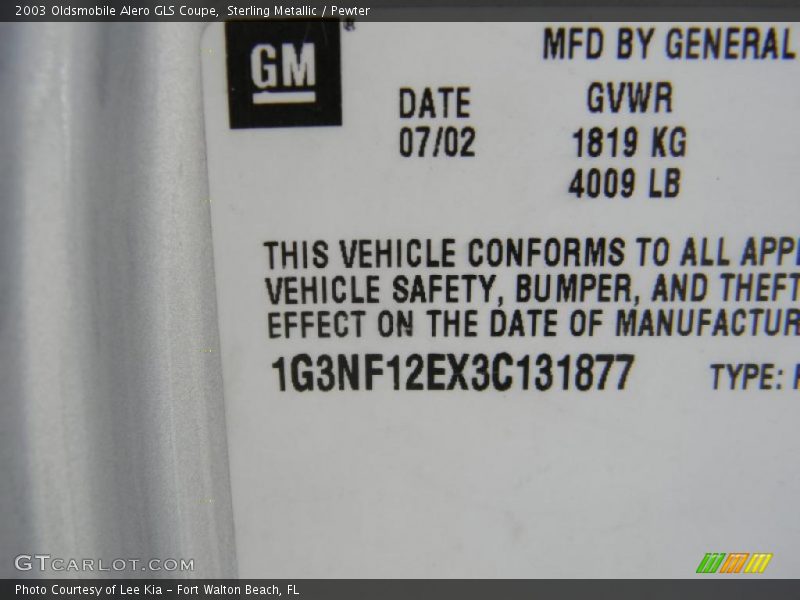 2003 Oldsmobile Alero GLS Coupe, Sterling Metallic / Pewter
GM
MFD BY GENERAL
DATE
07/02
GVWR
1819 KG
4009 LB
THIS VEHICLE CONFORMS TO ALL
VEHICLE SAFETY, BUMPER, AND THEFT
EFFECT ON THE DATE OF
1G3NF12EX3C131877
TYPE:
GTCARLOT.COM
Photo Courtesy of Lee Kia - Fort Walton Beach, FL